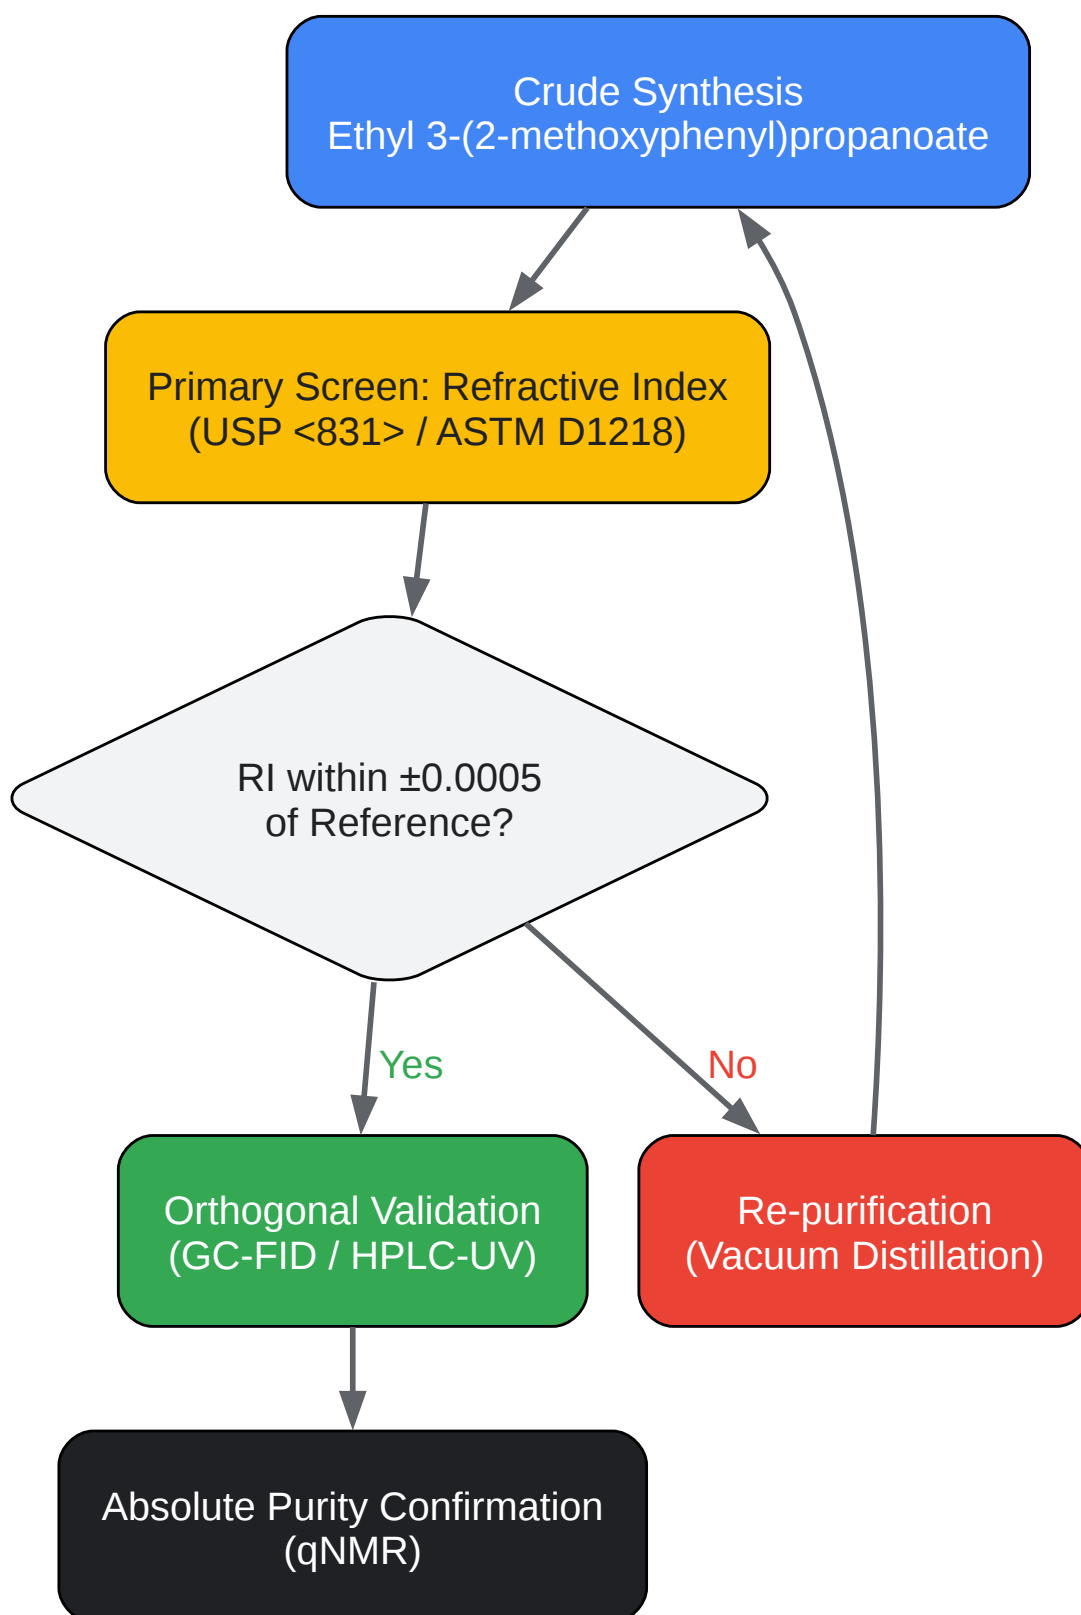 Crude Synthesis
Ethyl 3-(2-methoxyphenyl)propanoate
Primary Screen: Refractive Index
(USP <831> / ASTM D1218)
RI within ±0.0005
of Reference?
Yes
No
Orthogonal Validation
(GC-FID / HPLC-UV)
Re-purification
(Vacuum Distillation)
Absolute Purity Confirmation
(qNMR)